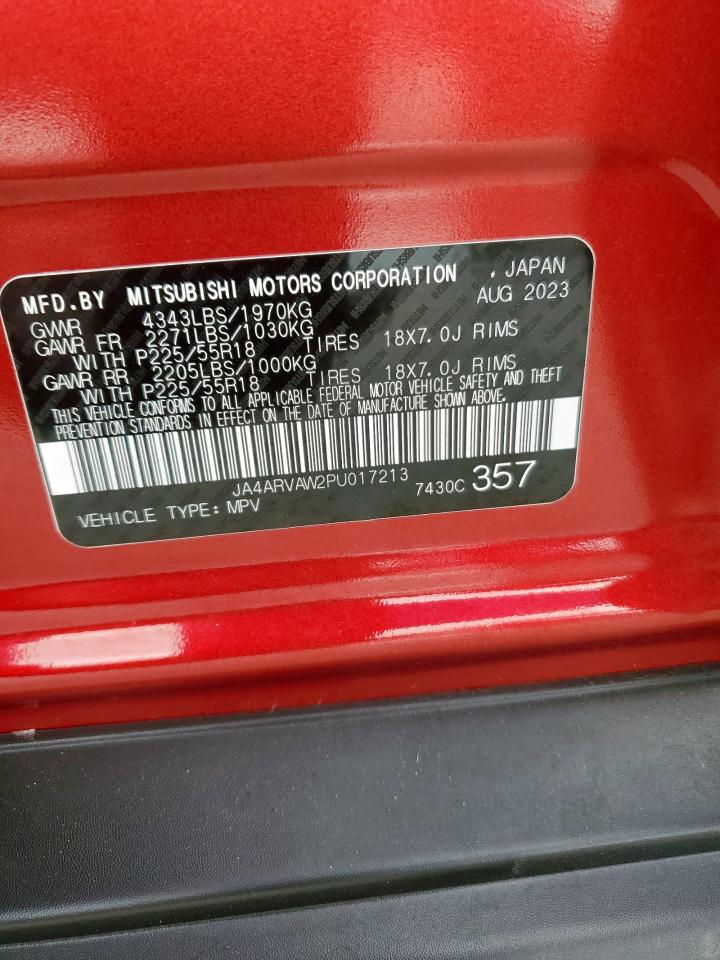 MFD.BY MITSUBISHI MOTORS CORPORATION , JAPAN
AUG 2023
GVWR 4343LBS/1970KG
GAWR FR 2271LBS/1030KG
WITH P225/55R18 TIRES 18X7.0J RIMS
GAWR RR 2205LBS/1000KG
WITH P225/55R18 TIRES 18X7.0J RIMS
THIS VEHICLE CONFORMS TO ALL APPLICABLE FEDERAL MOTOR VEHICLE SAFETY AND THEFT
PREVENTION STANDARDS IN EFFECT ON THE DATE OF MANUFACTURE SHOWN ABOVE.
JA4ARVAW2PU017213
7430C 357
VEHICLE TYPE: MPV